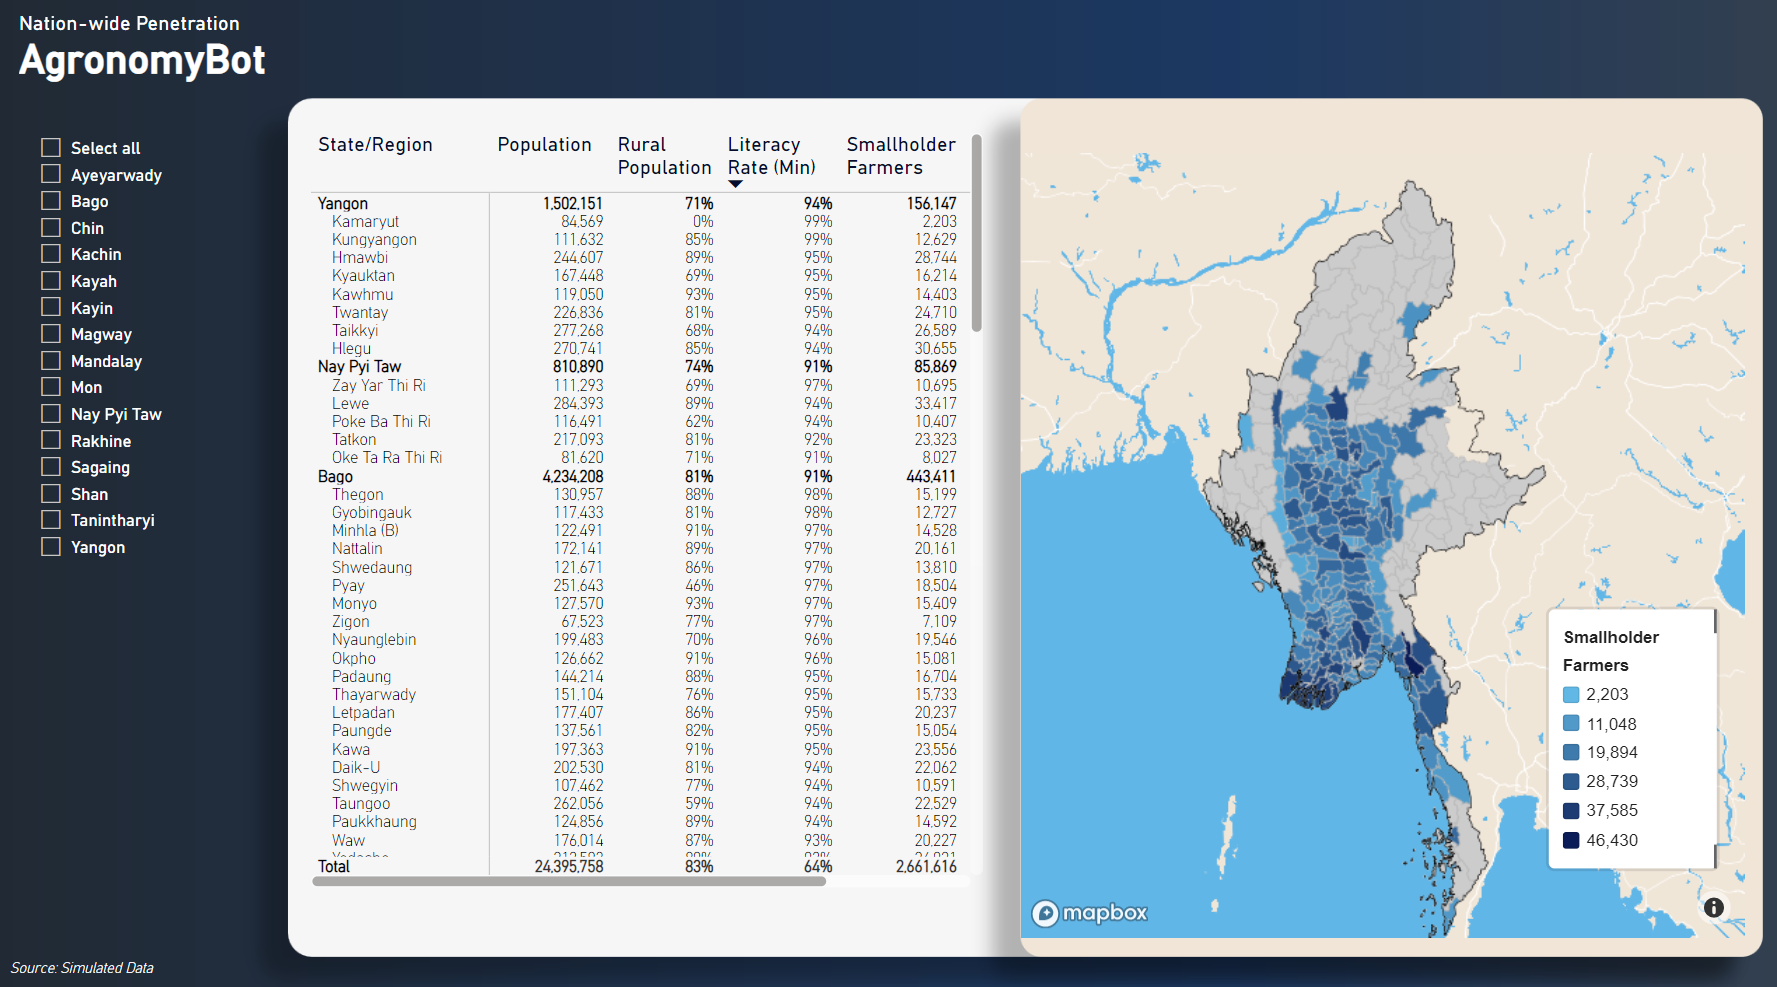 Nation-wide Penetration
AgronomyBot
Select all
Ayeyarwady
Bago
Chin
Kachin
Kayah
Kayin
Magway
Mandalay
Mon
Nay Pyi Taw
Rakhine
Sagaing
Shan
Tanintharyi
Yangon
State/Region Population Rural Population Literacy Rate (Min) Smallholder Farmers
Yangon 1,502,151 71% 94% 156,147
Kamaryut 84,569 0% 99% 2,203
Kungyangon 111,632 85% 99% 12,629
Hmawbi 244,607 89% 95% 28,744
Kyauktan 167,448 69% 95% 16,214
Kawhmu 119,050 93% 95% 14,403
Twantay 226,836 81% 95% 24,710
Taikkyi 277,268 68% 94% 26,589
Hlegu 270,741 85% 94% 30,655
Nay Pyi Taw 810,890 74% 91% 85,869
Zay Yar Thi Ri 111,293 69% 97% 10,695
Lewe 284,393 89% 94% 33,417
Poke Ba Thi Ri 116,491 62% 94% 10,407
Tatkon 217,093 81% 92% 23,323
Oke Ta Ra Thi Ri 81,620 71% 91% 8,027
Bago 4,234,208 81% 91% 443,411
Thegon 130,957 88% 98% 15,199
Gyobingauk 117,433 81% 98% 12,727
Minhla (B) 122,491 91% 97% 14,528
Nattalin 172,141 89% 97% 20,161
Shwedaung 121,671 86% 97% 13,810
Pyay 251,643 46% 97% 18,504
Monyo 127,570 93% 97% 15,409
Zigon 67,523 77% 97% 7,109
Nyaunglebin 199,483 70% 96% 19,546
Okpho 126,662 91% 96% 15,081
Padaung 144,214 88% 95% 16,704
Thayarwady 151,104 76% 95% 15,733
Letpadan 177,407 86% 95% 20,237
Paungde 137,561 82% 95% 15,054
Kawa 197,363 91% 95% 23,556
Daik-U 202,530 81% 94% 22,062
Shwegyin 107,462 77% 94% 10,591
Taungoo 262,056 59% 94% 22,529
Paukkhaung 124,856 89% 94% 14,592
Waw 176,014 87% 93% 20,227
Total 24,395,758 83% 64% 2,661,616
Smallholder
Farmers
2,203
11,048
19,894
28,739
37,585
46,430
mapbox
Source: Simulated Data